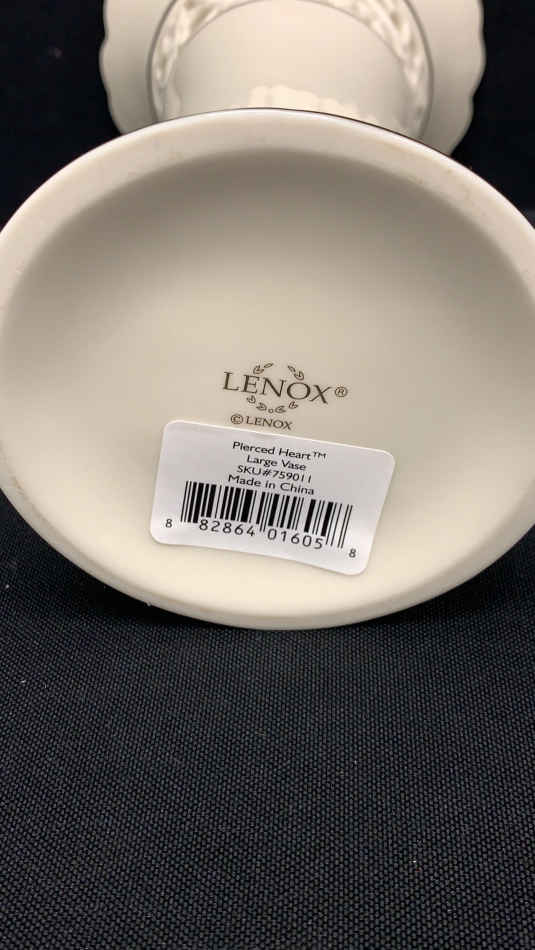 LENOX®
© LENOX
Pierced Heart™
Large Vase
SKU#759011
Made in China
8 82864 01605 8